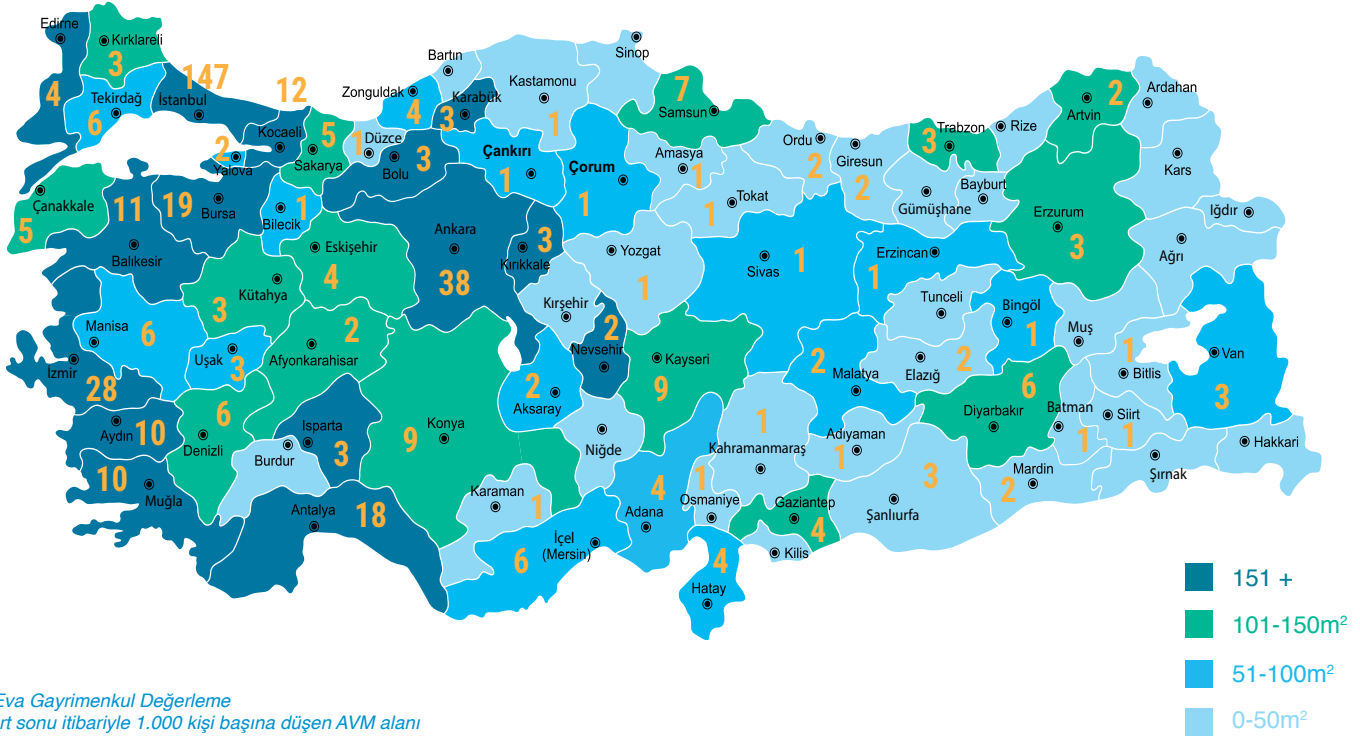 Edirne
Kırklareli
3
4
Tekirdağ
6
147
İstanbul
12
Kocaeli
2
Yalova
5
Sakarya
1
Düzce
Bolu
3
Zonguldak
4
Bartın
Karabük
3
Kastamonu
1
Sinop
Çankırı
1
Çorum
1
7
Samsun
Amasya
1
Tokat
1
Ordu
2
Giresun
2
Trabzon
3
Gümüşhane
Bayburt
Rize
Artvin
2
Ardahan
Kars
Iğdır
Ağrı
Erzurum
3
Erzincan
1
Çanakkale
5
11
Balıkesir
19
Bursa
Bilecik
1
Eskişehir
4
Kütahya
3
Ankara
38
3
Kırıkkale
Yozgat
1
Sivas
1
Kırşehir
2
Nevşehir
Kayseri
9
Tunceli
Bingöl
1
Muş
1
Bitlis
Van
3
Elazığ
2
2
Malatya
Manisa
6
Uşak
3
2
Afyonkarahisar
İzmir
28
Aydın
10
6
Denizli
Burdur
Isparta
3
9
Konya
2
Aksaray
Niğde
10
Muğla
Antalya
18
Karaman
1
İçel
(Mersin)
6
4
Adana
1
Osmaniye
4
Hatay
1
Kahramanmaraş
Adıyaman
1
Gaziantep
4
Kilis
3
Şanlıurfa
6
Diyarbakır
Batman
1
Siirt
1
Mardin
2
Şırnak
Hakkari
151 +
101-150m²
51-100m²
0-50m²
Eva Gayrimenkul Değerleme
sonu itibariyle 1.000 kişi başına düşen AVM alanı